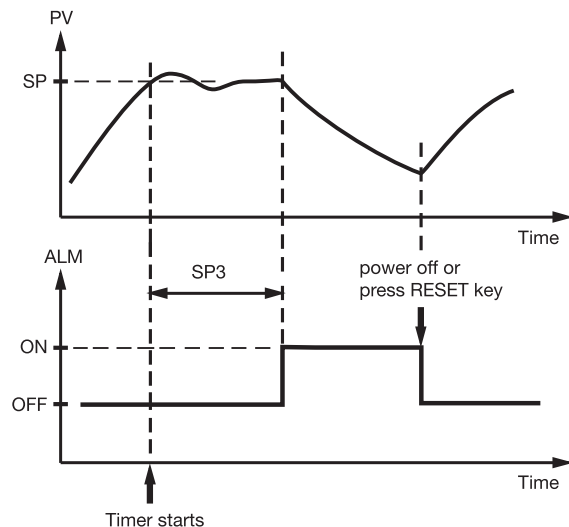 PV
SP
Time
ALM
SP3
power off or
press RESET key
ON
OFF
Time
Timer starts